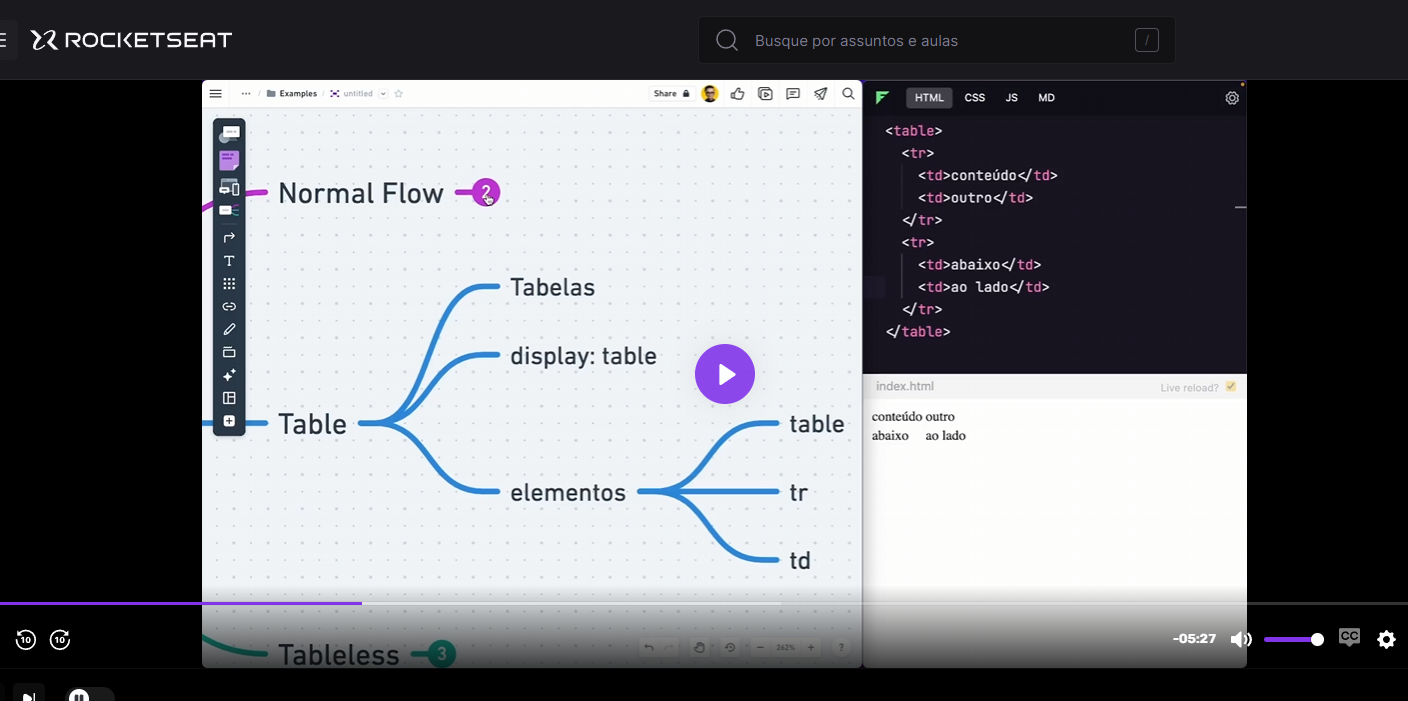 ROCKETSEAT
Busque por assuntos e aulas
/
... / Examples / untitled
Share
Normal Flow 2
Tabelas
display: table
Table
table
elementos
tr
td
Tableless 3
262%
?
HTML CSS JS MD
<table>
<tr>
<td>conteúdo</td>
<td>outro</td>
</tr>
<tr>
<td>abaixo</td>
<td>ao lado</td>
</tr>
</table>
index.html
Live reload?
conteúdo outro
abaixo ao lado
10 10
-05:27
CC